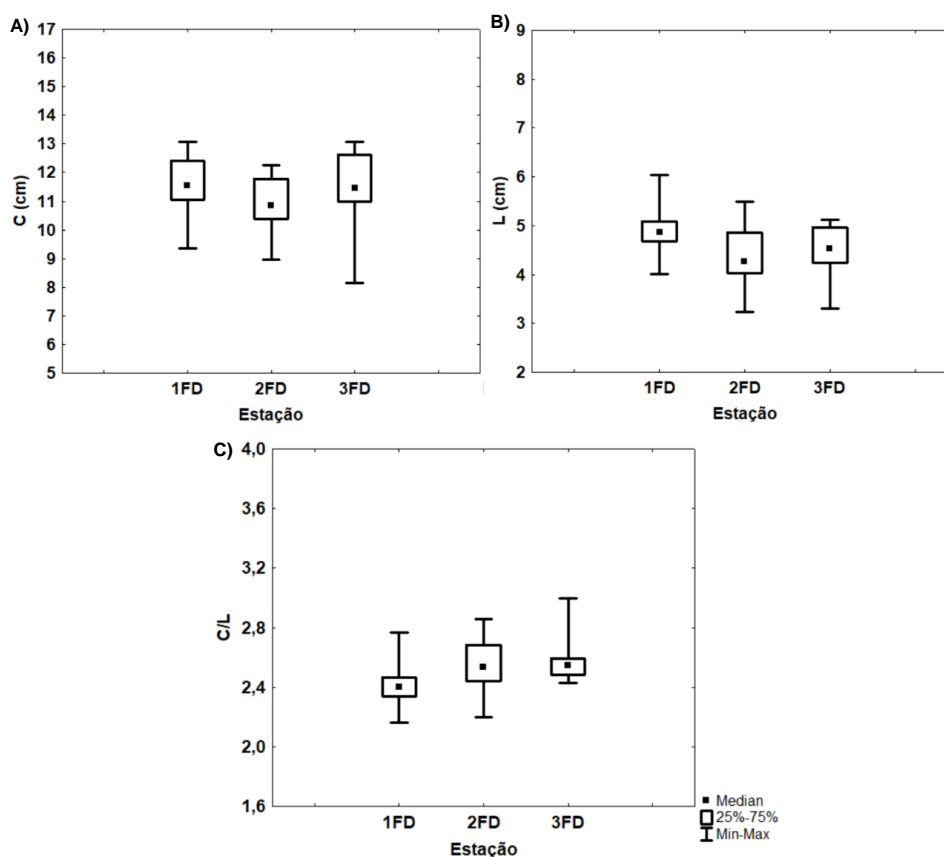 A)
17
16
15
14
13
12
11
10
9
8
7
6
5
C (cm)
1FD 2FD 3FD
Estação
B)
9
8
7
6
5
4
3
2
L (cm)
1FD 2FD 3FD
Estação
C)
4,0
3,6
3,2
2,8
2,4
2,0
1,6
C/L
1FD 2FD 3FD
Estação
Median
25%-75%
Min-Max